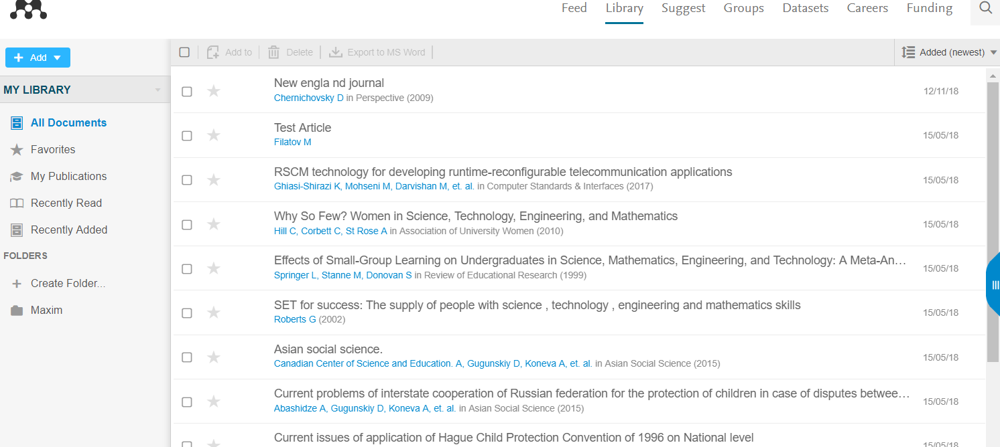 Feed Library Suggest Groups Datasets Careers Funding
Add
Add to Delete Export to MS Word Added (newest)
MY LIBRARY
All Documents
Favorites
My Publications
Recently Read
Recently Added
FOLDERS
Create Folder...
Maxim
New engla nd journal
Chernichovsky D in Perspective (2009)
12/11/18
Test Article
Filatov M
15/05/18
RSCM technology for developing runtime-reconfigurable telecommunication applications
Ghiasi-Shirazi K, Mohseni M, Darvishan M, et. al. in Computer Standards & Interfaces (2017)
15/05/18
Why So Few? Women in Science, Technology, Engineering, and Mathematics
Hill C, Corbett C, St Rose A in Association of University Women (2010)
15/05/18
Effects of Small-Group Learning on Undergraduates in Science, Mathematics, Engineering, and Technology: A Meta-An...
Springer L, Stanne M, Donovan S in Review of Educational Research (1999)
15/05/18
SET for success: The supply of people with science , technology , engineering and mathematics skills
Roberts G (2002)
15/05/18
Asian social science.
Canadian Center of Science and Education. A, Gugunskiy D, Koneva A, et. al. in Asian Social Science (2015)
15/05/18
Current problems of interstate cooperation of Russian federation for the protection of children in case of disputes betwee...
Abashidze A, Gugunskiy D, Koneva A, et. al. in Asian Social Science (2015)
15/05/18
Current issues of application of Hague Child Protection Convention of 1996 on National level
15/05/18